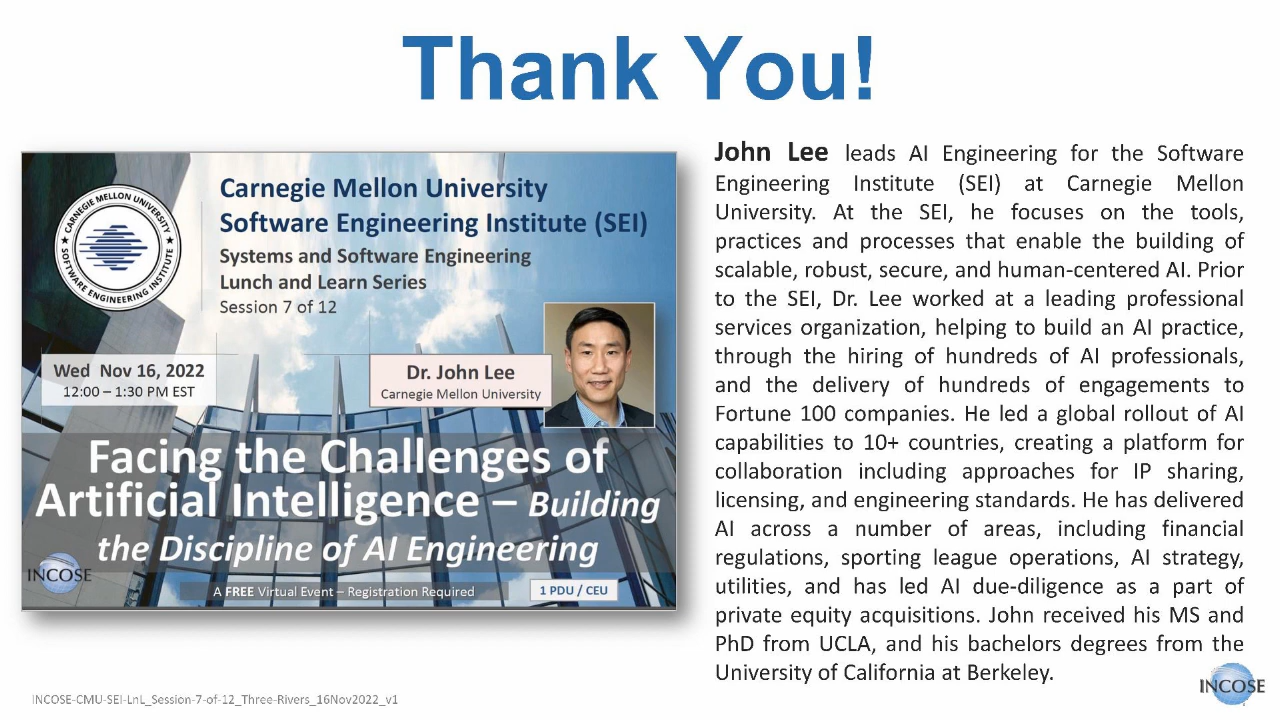 Thank You!
CARNEGIE MELLON UNIVERSITY
SOFTWARE ENGINEERING INSTITUTE
Carnegie Mellon University
Software Engineering Institute (SEI)
Systems and Software Engineering
Lunch and Learn Series
Session 7 of 12
Wed Nov 16, 2022
12:00 – 1:30 PM EST
Dr. John Lee
Carnegie Mellon University
Facing the Challenges of
Artificial Intelligence – Building
the Discipline of AI Engineering
INCOSE
A FREE Virtual Event – Registration Required
1 PDU / CEU
John Lee leads AI Engineering for the Software
Engineering Institute (SEI) at Carnegie Mellon
University. At the SEI, he focuses on the tools,
practices and processes that enable the building of
scalable, robust, secure, and human-centered AI. Prior
to the SEI, Dr. Lee worked at a leading professional
services organization, helping to build an AI practice,
through the hiring of hundreds of AI professionals,
and the delivery of hundreds of engagements to
Fortune 100 companies. He led a global rollout of AI
capabilities to 10+ countries, creating a platform for
collaboration including approaches for IP sharing,
licensing, and engineering standards. He has delivered
AI across a number of areas, including financial
regulations, sporting league operations, AI strategy,
utilities, and has led AI due-diligence as a part of
private equity acquisitions. John received his MS and
PhD from UCLA, and his bachelors degrees from the
University of California at Berkeley.
INCOSE
INCOSE-CMU-SEI-LnL_Session-7-of-12_Three-Rivers_16Nov2022_v1